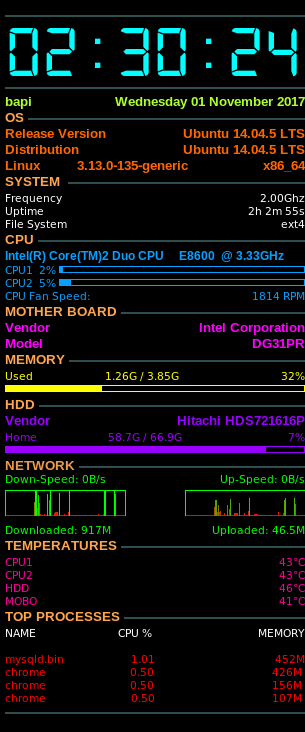 02:30:24
bapi Wednesday 01 November 2017
OS
Release Version Ubuntu 14.04.5 LTS
Distribution Ubuntu 14.04.5 LTS
Linux 3.13.0-135-generic x86_64
SYSTEM
Frequency 2.00Ghz
Uptime 2h 2m 55s
File System ext4
CPU
Intel(R) Core(TM)2 Duo CPU E8600 @ 3.33GHz
CPU1 2%
CPU2 5%
CPU Fan Speed: 1814 RPM
MOTHER BOARD
Vendor Intel Corporation
Model DG31PR
MEMORY
Used 1.26G / 3.85G 32%
HDD
Vendor Hitachi HDS721616P
Home 58.7G / 66.9G 7%
NETWORK
Down-Speed: 0B/s Up-Speed: 0B/s
Downloaded: 917M Uploaded: 46.5M
TEMPERATURES
CPU1 43°C
CPU2 43°C
HDD 46°C
MOBO 41°C
TOP PROCESSES
NAME CPU % MEMORY
mysqld.bin 1.01 452M
chrome 0.50 426M
chrome 0.50 156M
chrome 0.50 107M